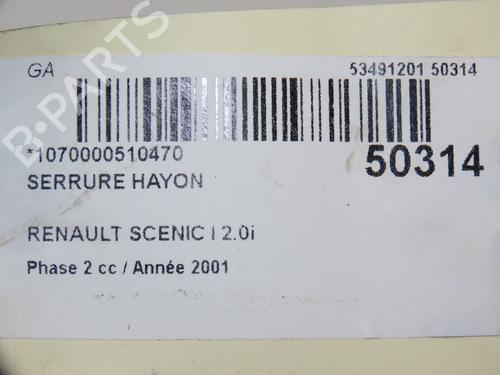 B-PARTS
GA
53491201 50314
*1070000510470
50314
SERRURE HAYON
RENAULT SCENIC I 2.0i
Phase 2 cc / Année 2001